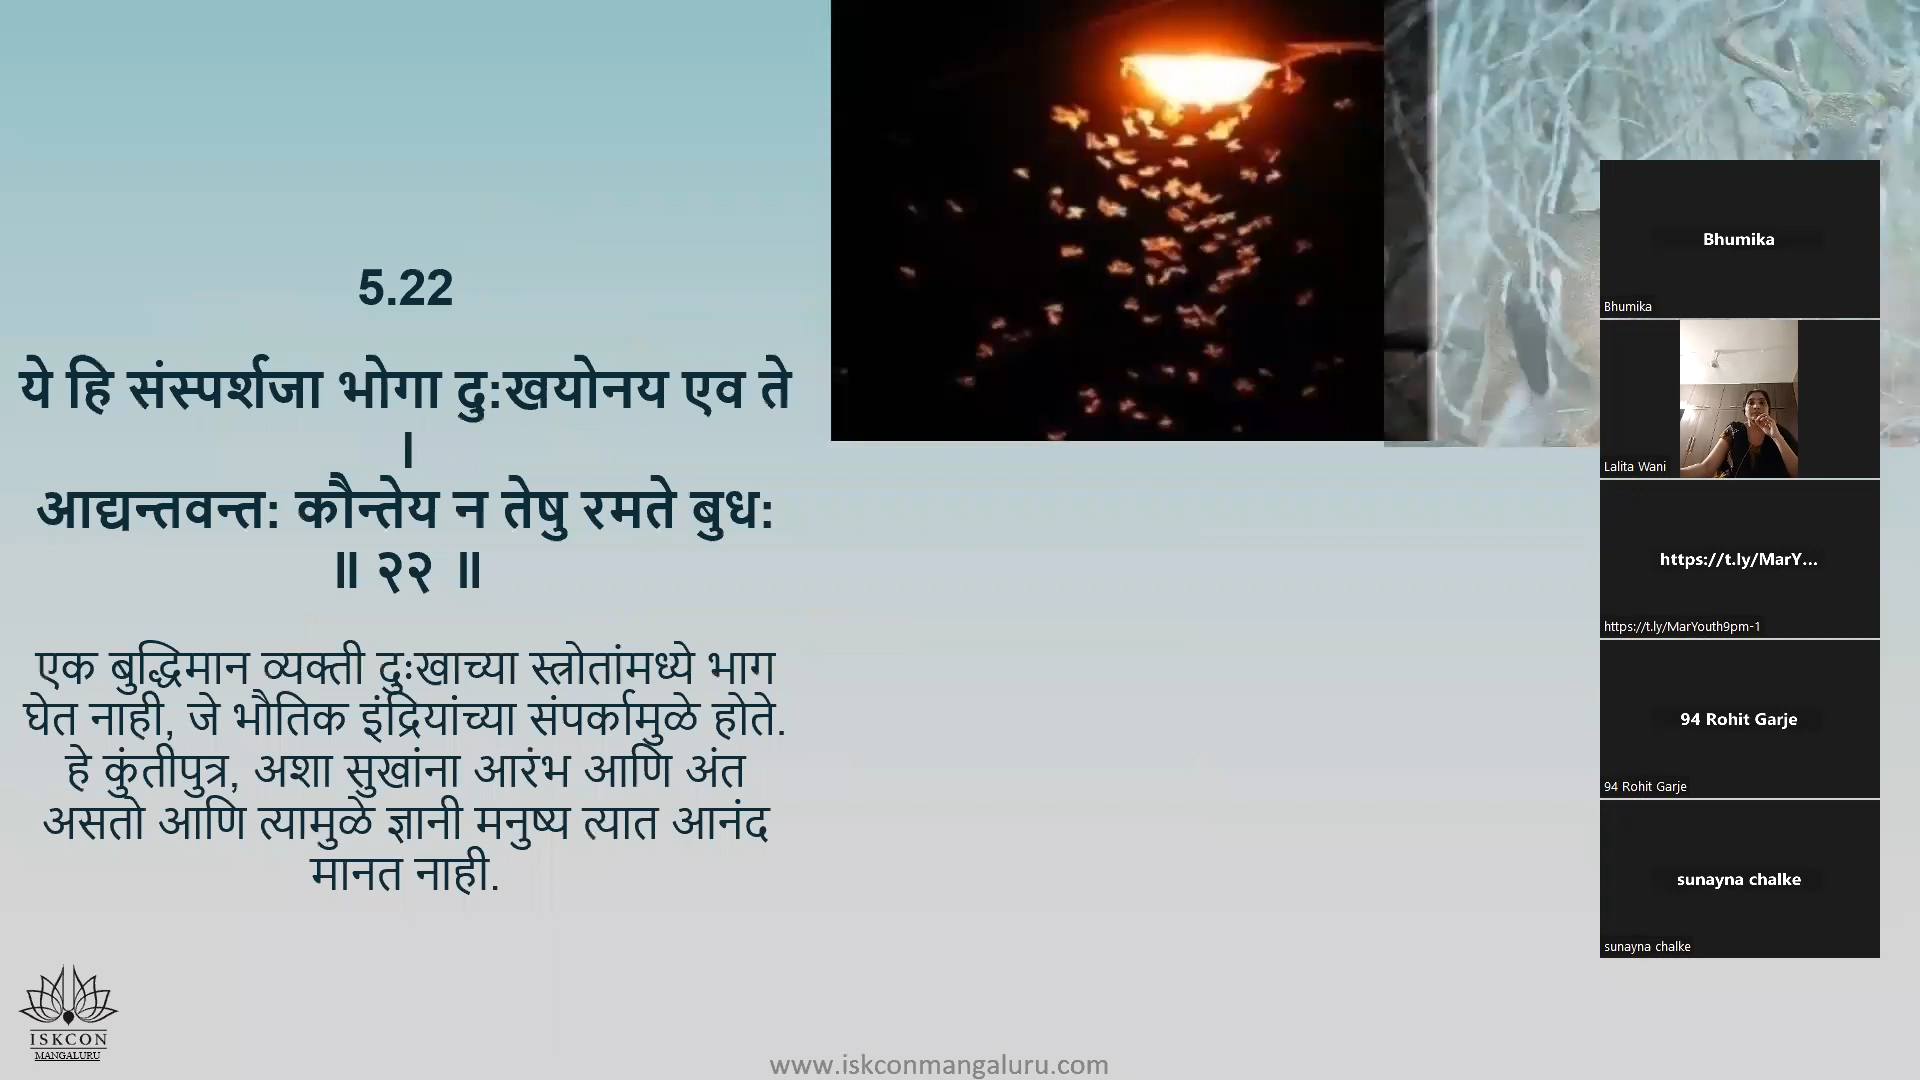 5.22
ये हि संस्पर्शजा भोगा दु:खयोनय एव ते
।
आद्यन्तवन्त: कौन्तेय न तेषु रमते बुध:
॥ २२ ॥
एक बुद्धिमान व्यक्ती दुःखाच्या स्त्रोतांमध्ये भाग
घेत नाही, जे भौतिक इंद्रियांच्या संपर्कामुळे होते.
हे कुंतीपुत्र, अशा सुखांना आरंभ आणि अंत
असतो आणि त्यामुळे ज्ञानी मनुष्य त्यात आनंद
मानत नाही.
ISKCON
MANGALURU
www.iskconmangaluru.com
Bhumika
Bhumika
Lalita Wani
https://t.ly/MarY...
https://t.ly/MarYouth9pm-1
94 Rohit Garje
94 Rohit Garje
sunayna chalke
sunayna chalke